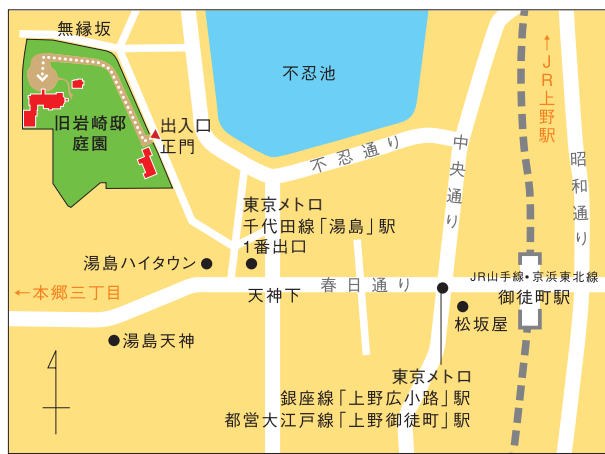 無縁坂
不忍池
↑JR上野駅
旧岩崎邸
庭園
出入口
正門
不忍通り
中央通り
昭和通り
東京メトロ
千代田線「湯島」駅
1番出口
湯島ハイタウン
←本郷三丁目
天神下
春日通り
JR山手線・京浜東北線
御徒町駅
松坂屋
湯島天神
東京メトロ
銀座線「上野広小路」駅
都営大江戸線「上野御徒町」駅